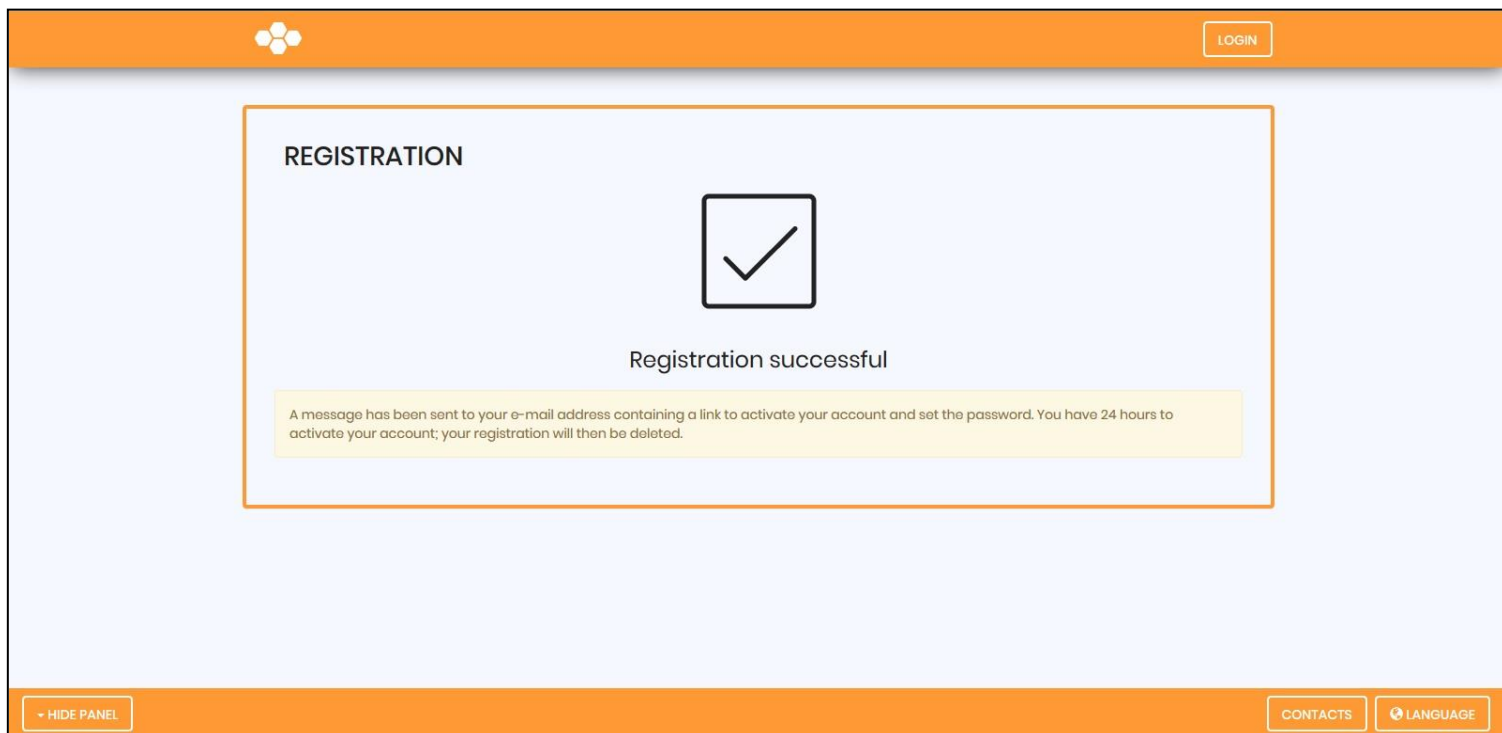 LOGIN
REGISTRATION
Registration successful
A message has been sent to your e-mail address containing a link to activate your account and set the password. You have 24 hours to
activate your account; your registration will then be deleted.
HIDE PANEL
CONTACTS
LANGUAGE